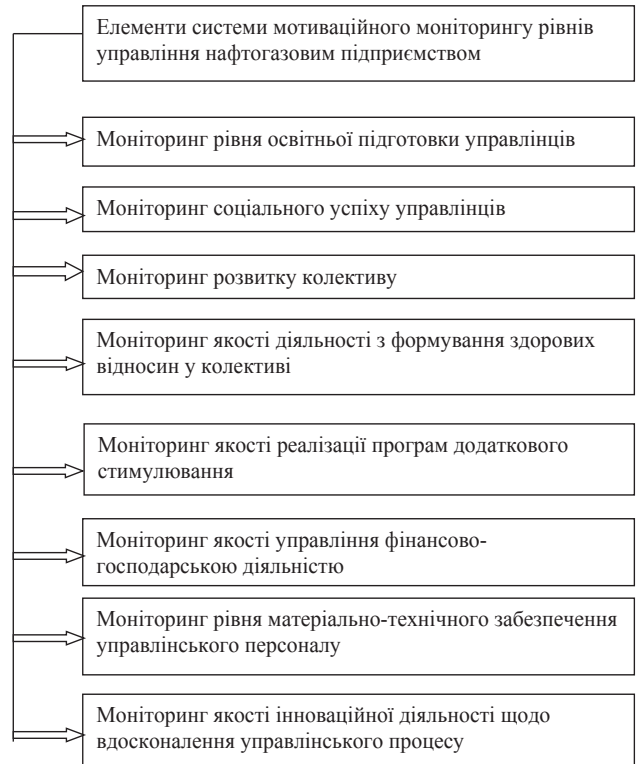 Елементи системи мотиваційного моніторингу рівнів
управління нафтогазовим підприємством
Моніторинг рівня освітньої підготовки управлінців
Моніторинг соціального успіху управлінців
Моніторинг розвитку колективу
Моніторинг якості діяльності з формування здорових
відносин у колективі
Моніторинг якості реалізації програм додаткового
стимулювання
Моніторинг якості управління фінансово-
господарською діяльністю
Моніторинг рівня матеріально-технічного забезпечення
управлінського персоналу
Моніторинг якості інноваційної діяльності щодо
вдосконалення управлінського процесу